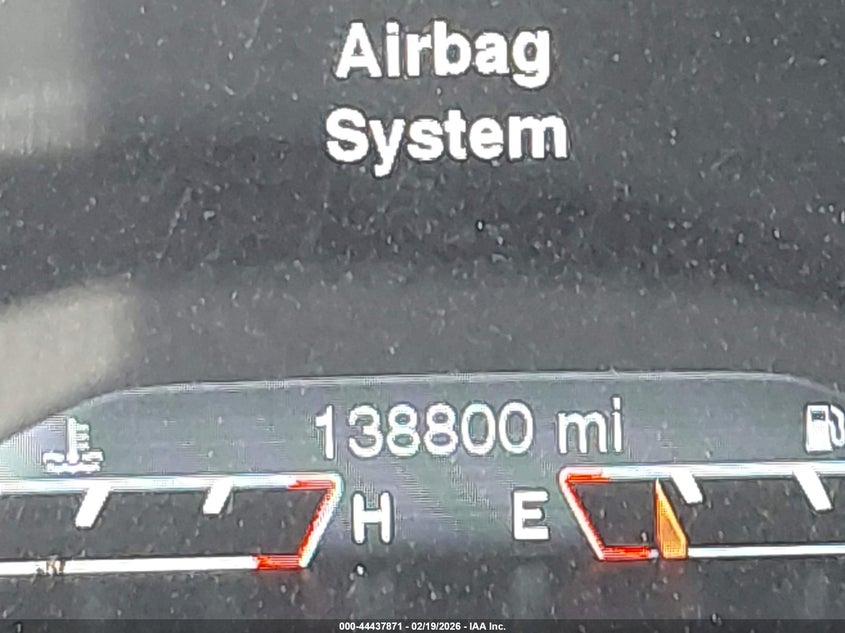 Airbag
System
138800 mi
H E
000-44437871 - 02/19/2026 - IAA Inc.